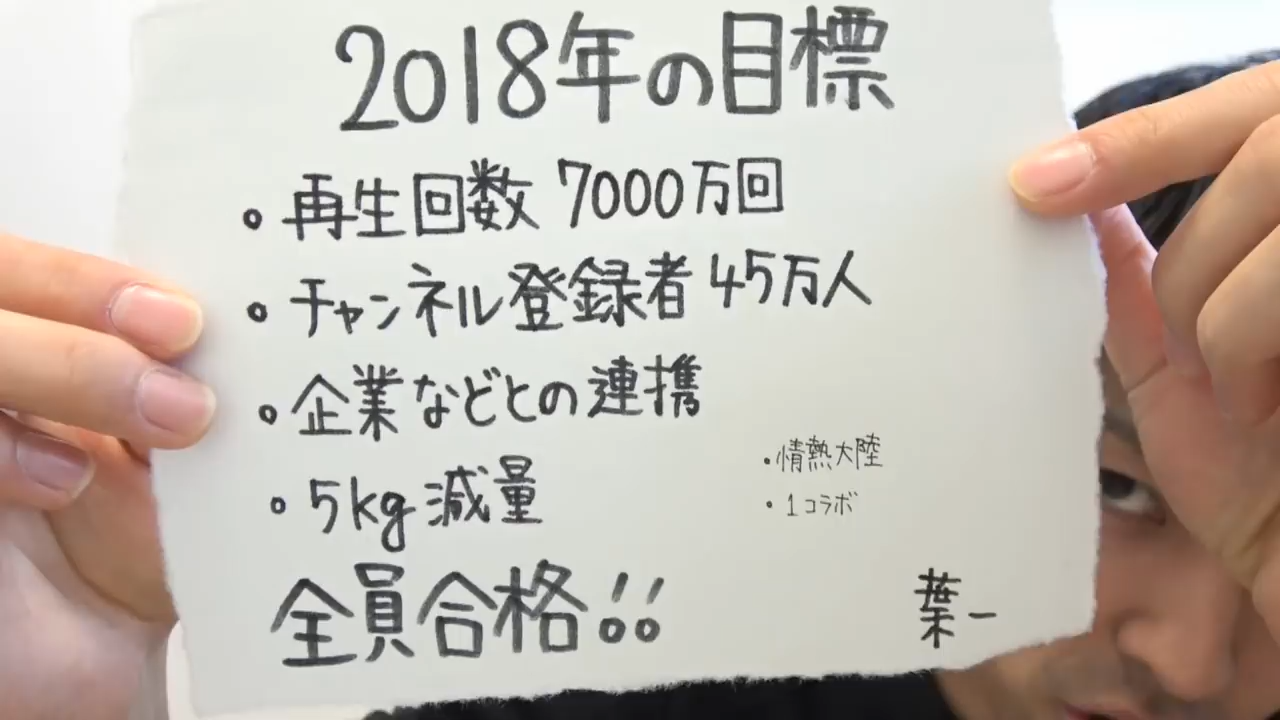 2018年の目標
・再生回数 7000万回
・チャンネル登録者 45万人
・企業などとの連携
・5kg減量
・情熱大陸
・1コラボ
全員合格!!
葉一